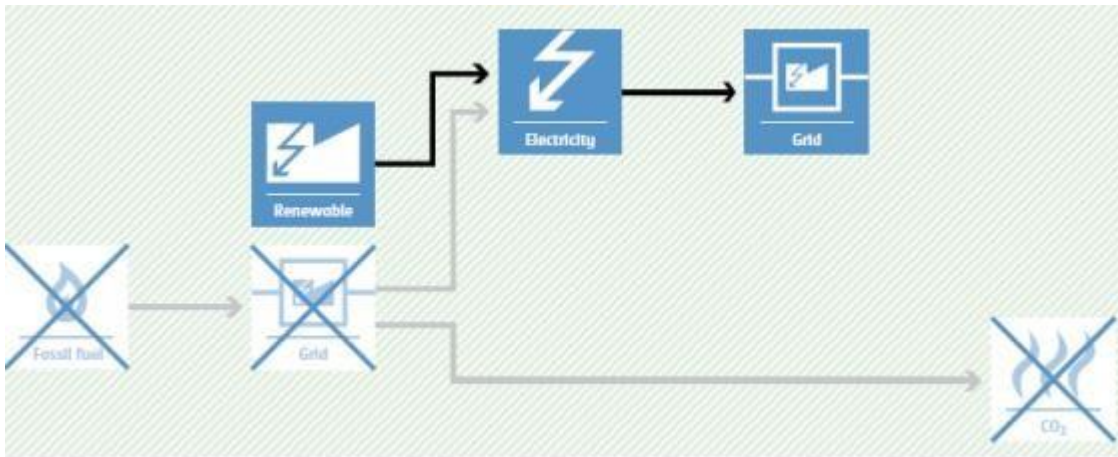 Electricity
Grid
Renewable
Fossil fuel
Grid
CO₂